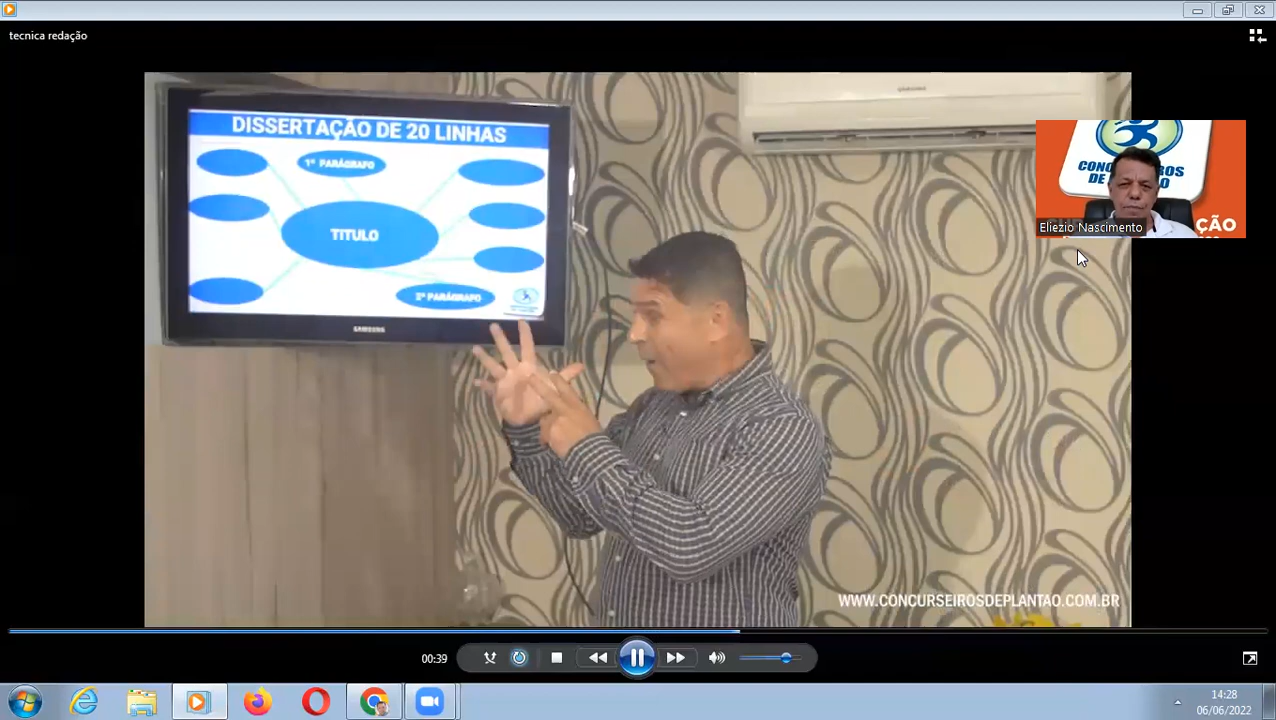 tecnica redação
SAMSUNG
DISSERTAÇÃO DE 20 LINHAS
1º PARÁGRAFO
TITULO
2º PARÁGRAFO
SAMSUNG
Eliezio Nascimento
WWW.CONCURSEIROSDEPLANTAO.COM.BR
00:39
14:28
06/06/2022